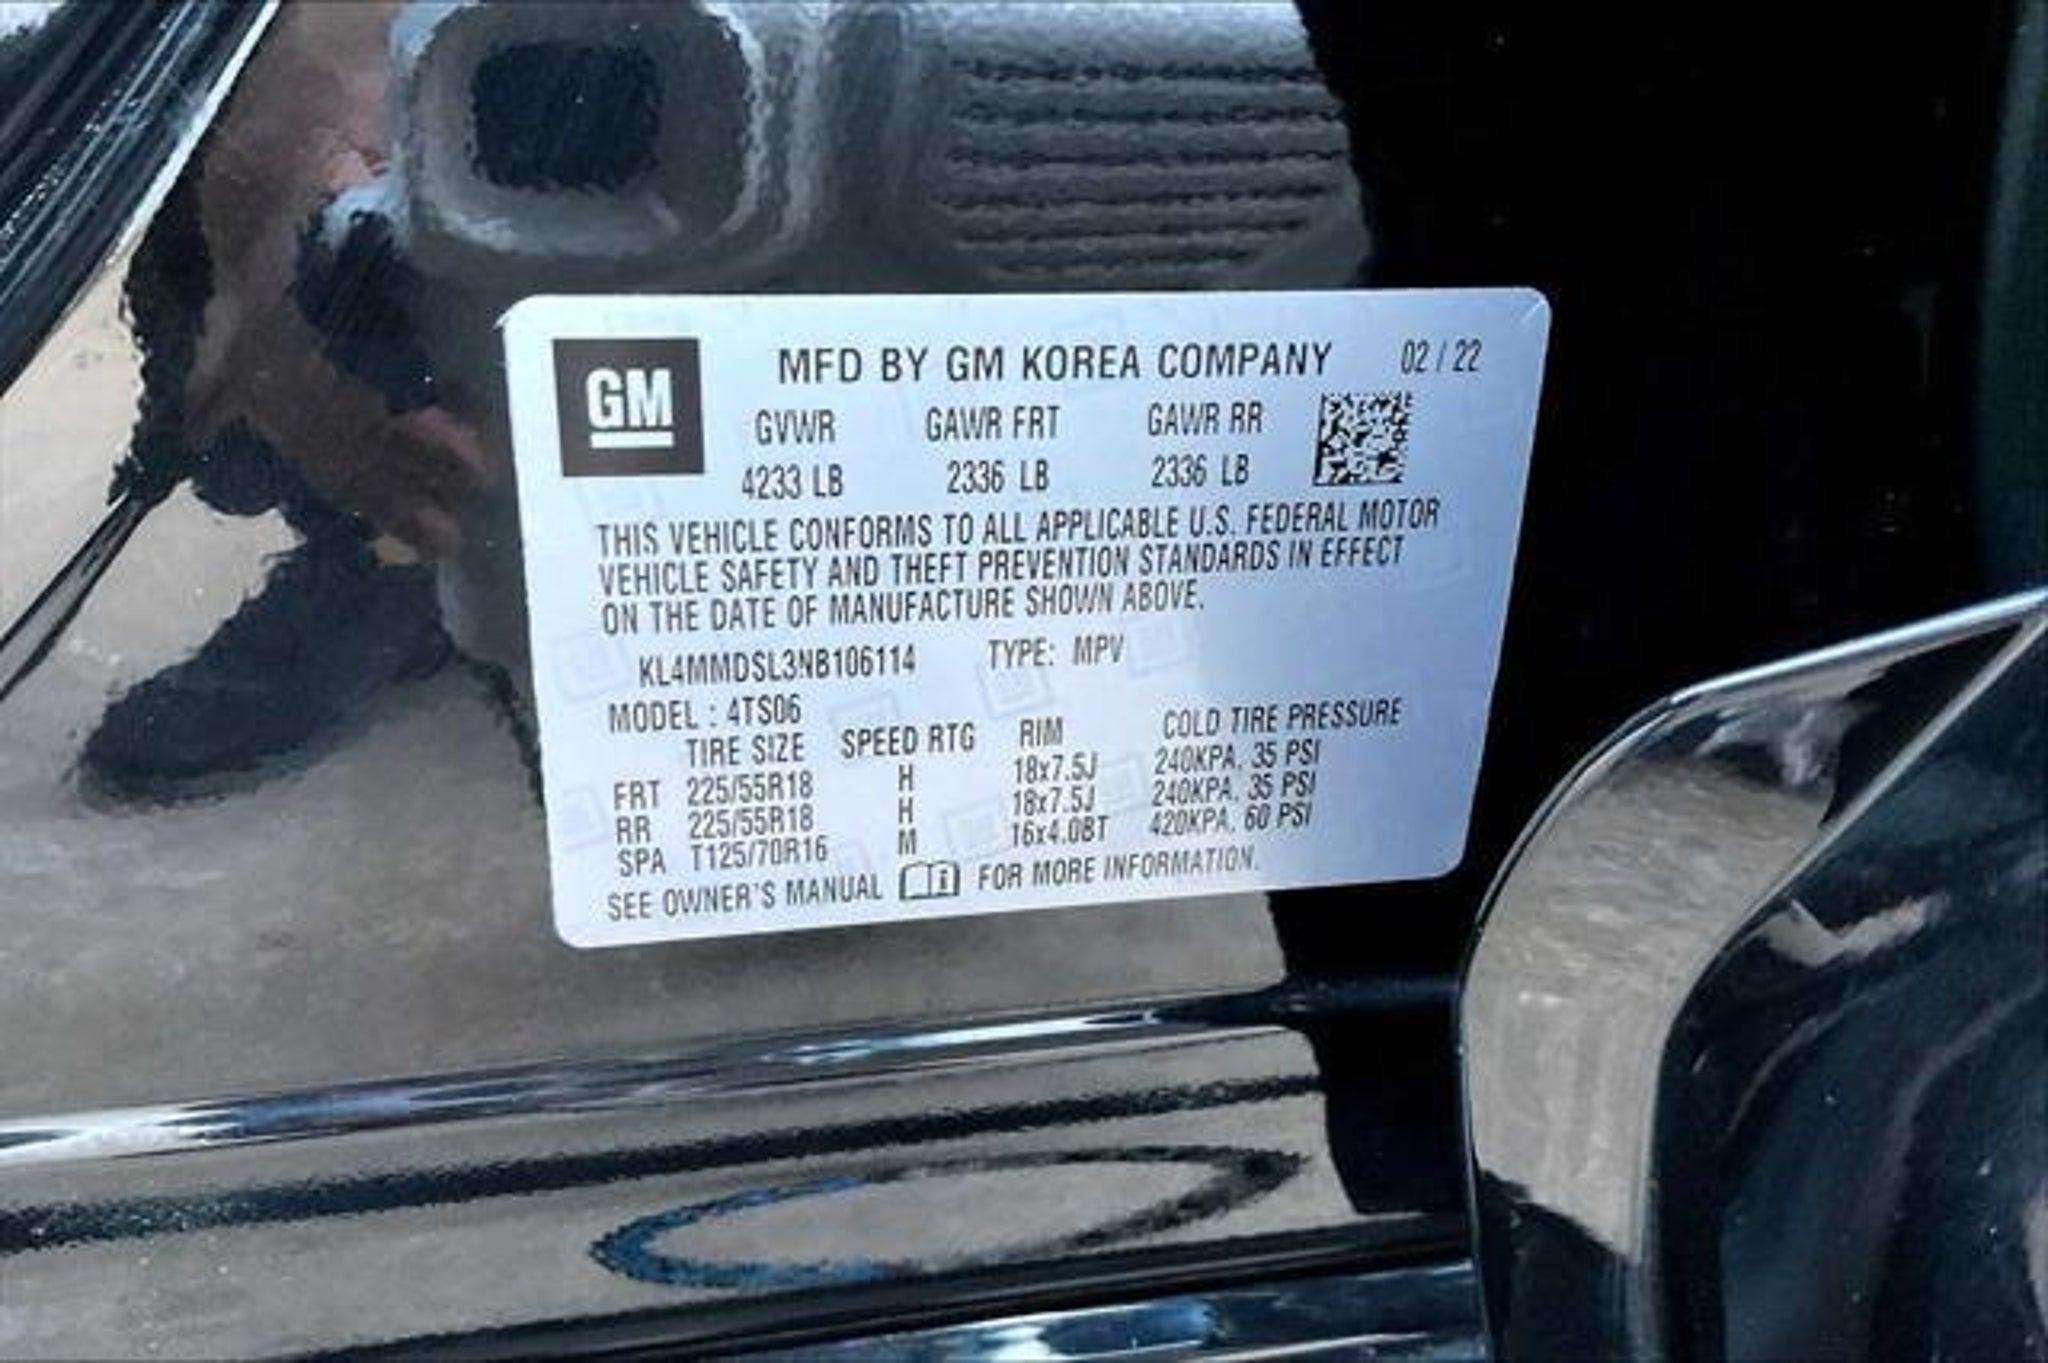 GM
MFD BY GM KOREA COMPANY 02 / 22
GVWR GAWR FRT GAWR RR
4233 LB 2336 LB 2336 LB
THIS VEHICLE CONFORMS TO ALL APPLICABLE U.S. FEDERAL MOTOR
VEHICLE SAFETY AND THEFT PREVENTION STANDARDS IN EFFECT
ON THE DATE OF MANUFACTURE SHOWN ABOVE.
KL4MMDSL3NB106114 TYPE: MPV
MODEL : 4TS06
TIRE SIZE SPEED RTG RIM COLD TIRE PRESSURE
FRT 225/55R18 H 18x7.5J 240KPA, 35 PSI
RR 225/55R18 H 18x7.5J 240KPA, 35 PSI
SPA T125/70R16 M 16x4.0BT 420KPA, 60 PSI
SEE OWNER'S MANUAL FOR MORE INFORMATION.